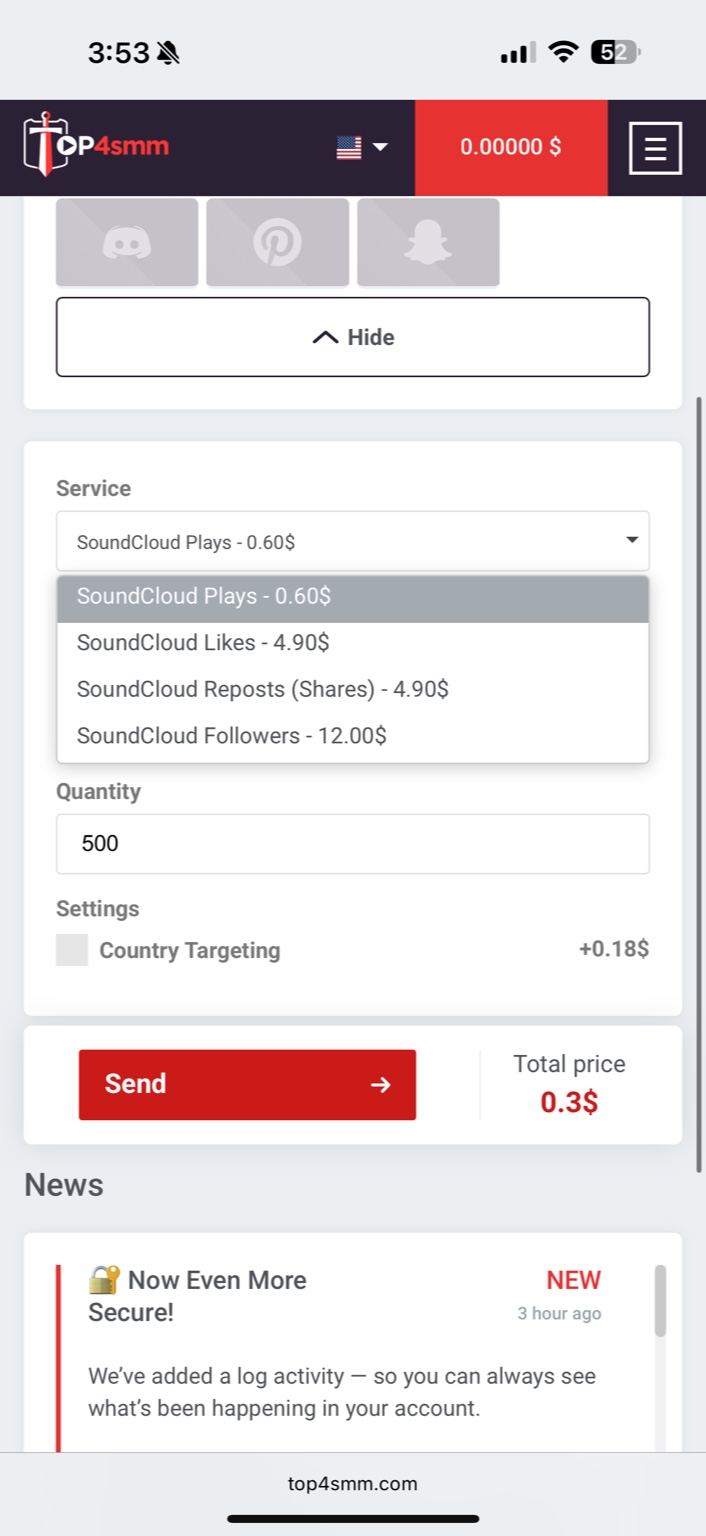 3:53
52
TOP4smm
0.00000 $
Hide
Service
SoundCloud Plays - 0.60$
SoundCloud Plays - 0.60$
SoundCloud Likes - 4.90$
SoundCloud Reposts (Shares) - 4.90$
SoundCloud Followers - 12.00$
Quantity
500
Settings
Country Targeting
+0.18$
Send
Total price
0.3$
News
🔐 Now Even More
Secure!
NEW
3 hour ago
We’ve added a log activity — so you can always see
what’s been happening in your account.
top4smm.com